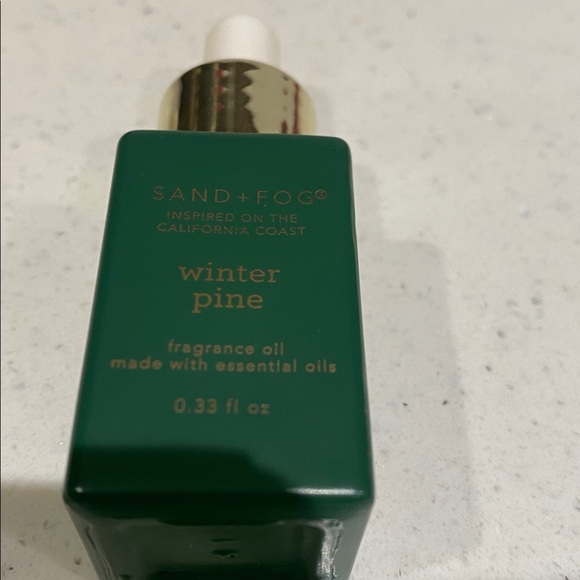 SAND+FOG®
INSPIRED ON THE
CALIFORNIA COAST
winter
pine
fragrance oil
made with essential oils
0.33 fl oz